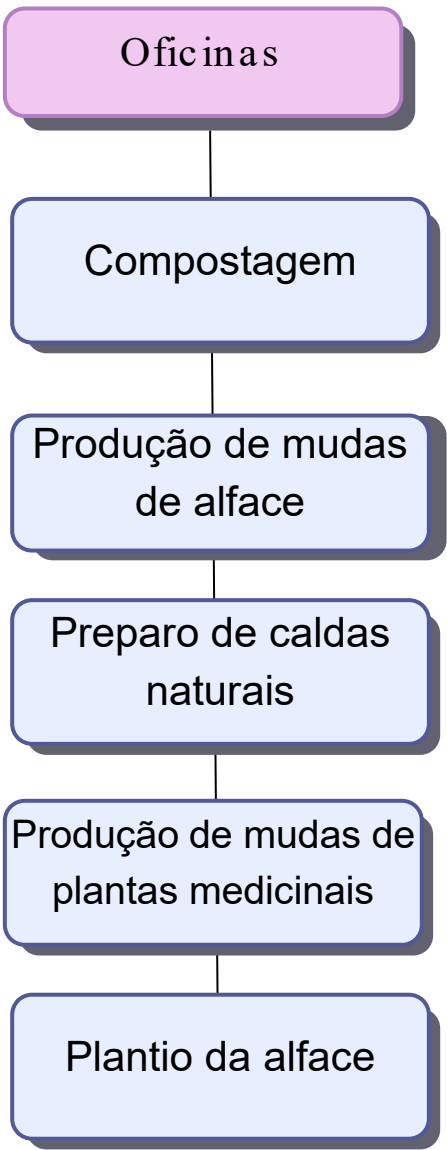 Oficinas
Compostagem
Produção de mudas
de alface
Preparo de caldas
naturais
Produção de mudas de
plantas medicinais
Plantio da alface